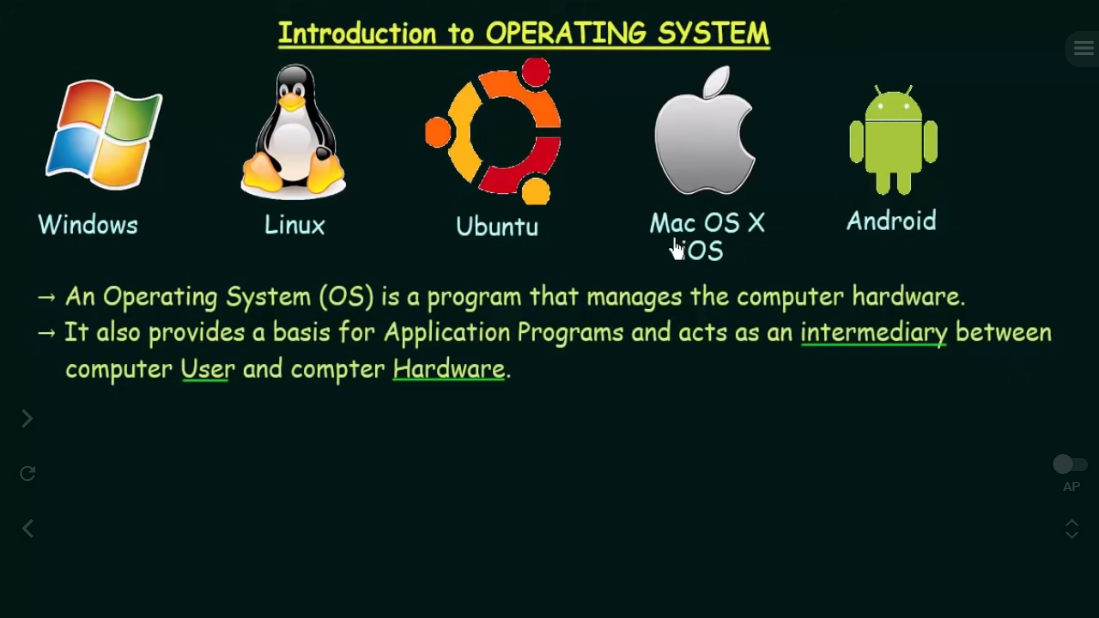 Introduction to OPERATING SYSTEM
Windows
Linux
Ubuntu
Mac OS X
iOS
Android
→ An Operating System (OS) is a program that manages the computer hardware.
→ It also provides a basis for Application Programs and acts as an intermediary between
computer User and compter Hardware.
AP